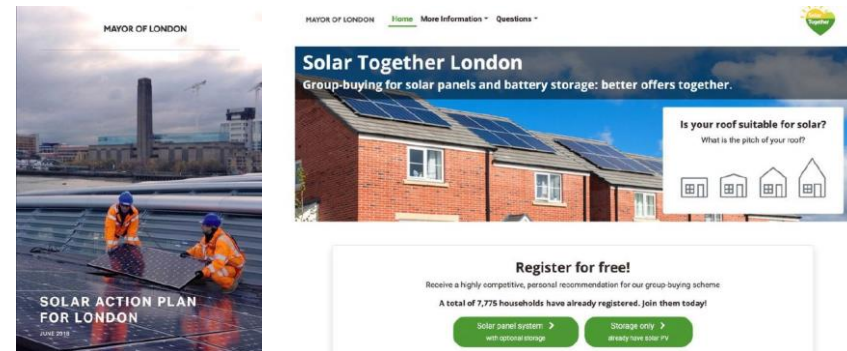 MAYOR OF LONDON
SOLAR ACTION PLAN
FOR LONDON
JUNE 2018
MAYOR OF LONDON Home More Information Questions
Solar
Together
Solar Together London
Group-buying for solar panels and battery storage: better offers together.
Is your roof suitable for solar?
What is the pitch of your roof?
Register for free!
Receive a highly competitive, personal recommendation for our group-buying scheme
A total of 7,775 households have already registered. Join them today!
Solar panel system
with optional storage
Storage only
already have solar PV